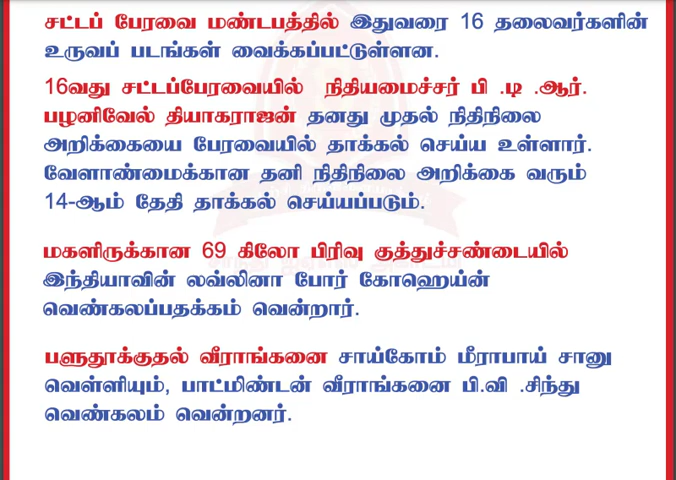 சட்டப் பேரவை மண்டபத்தில் இதுவரை 16 தலைவர்களின்
உருவப் படங்கள் வைக்கப்பட்டுள்ளன.
16வது சட்டப்பேரவையில் நிதியமைச்சர் பி .டி .ஆர்.
பழனிவேல் தியாகராஜன் தனது முதல் நிதிநிலை
அறிக்கையை பேரவையில் தாக்கல் செய்ய உள்ளார்.
வேளாண்மைக்கான தனி நிதிநிலை அறிக்கை வரும்
14-ஆம் தேதி தாக்கல் செய்யப்படும்.
மகளிருக்கான 69 கிலோ பிரிவு குத்துச்சண்டையில்
இந்தியாவின் லவ்லினா போர் கோஹெய்ன்
வெண்கலப்பதக்கம் வென்றார்.
பளுதூக்குதல் வீராங்கனை சாய்கோம் மீராபாய் சானு
வெள்ளியும், பாட்மிண்டன் வீராங்கனை பி.வி .சிந்து
வெண்கலம் வென்றனர்.